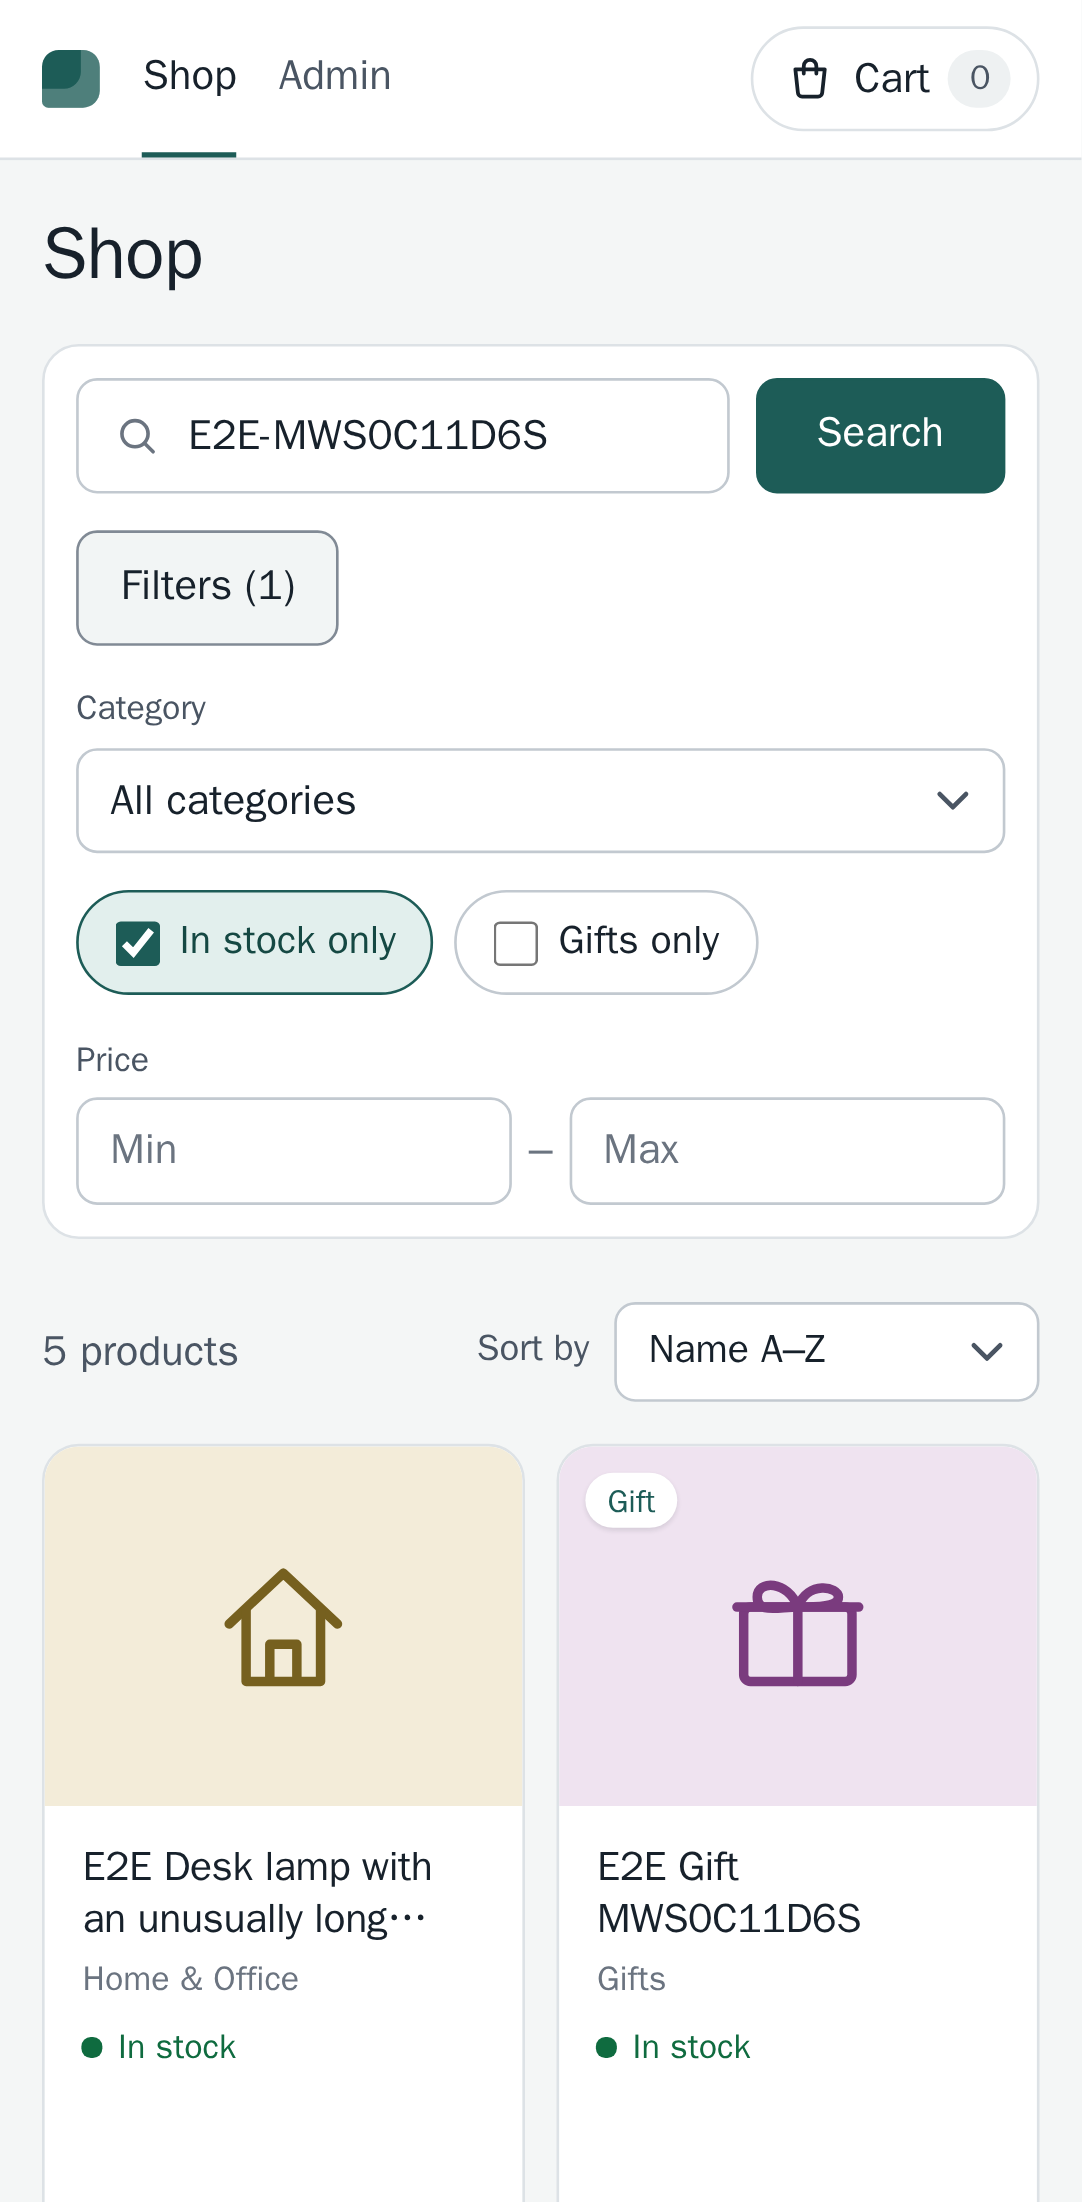 Shop
Admin
Cart 0
Shop
E2E-MWS0C11D6S
Search
Filters (1)
Category
All categories
In stock only
Gifts only
Price
Min – Max
5 products
Sort by
Name A–Z
Gift
E2E Desk lamp with
an unusually long…
Home & Office
In stock
E2E Gift
MWS0C11D6S
Gifts
In stock